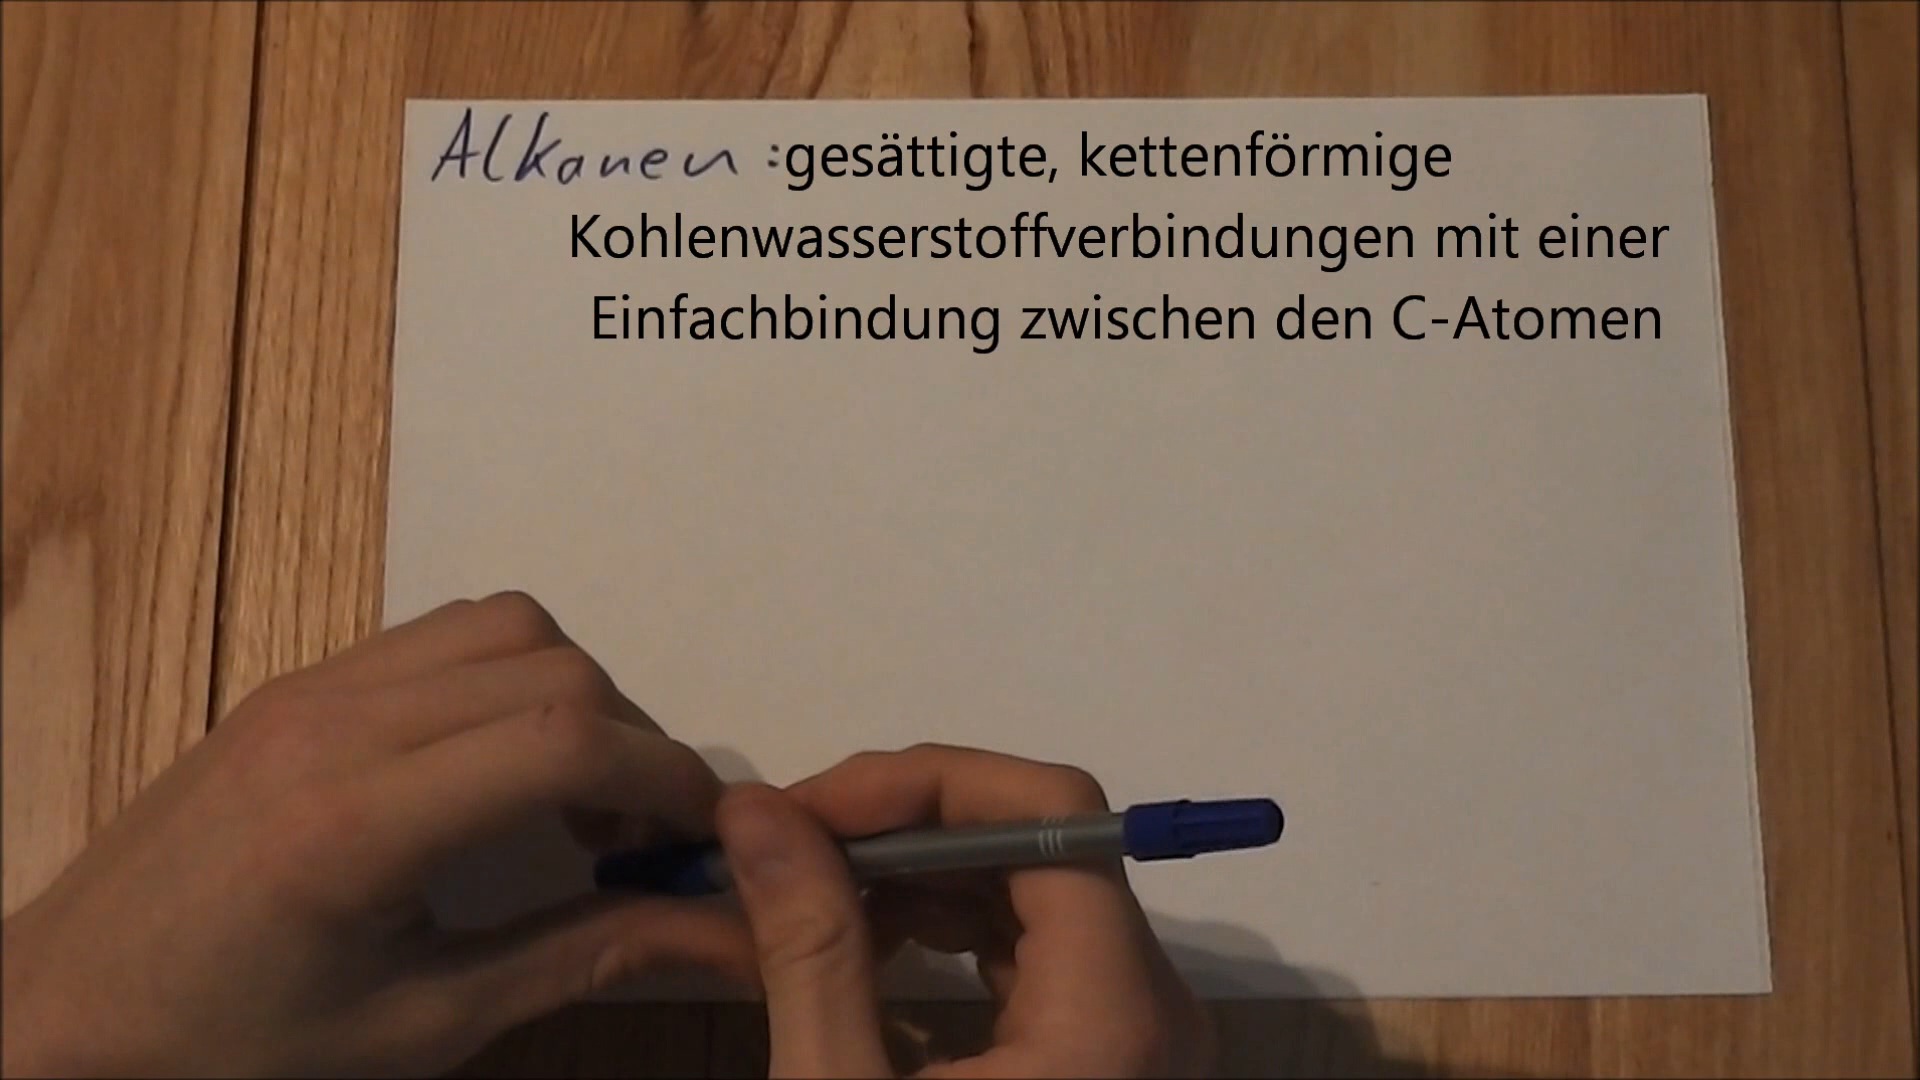 Alkanen :gesättigte, kettenförmige
Kohlenwasserstoffverbindungen mit einer
Einfachbindung zwischen den C-Atomen